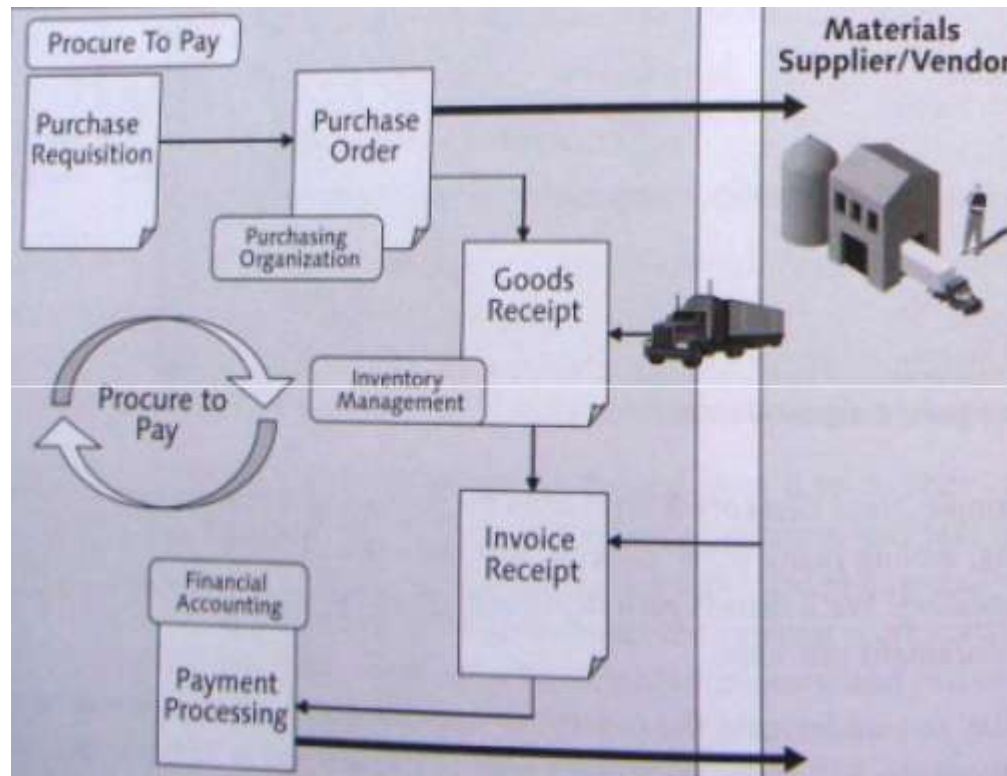 Procure To Pay
Materials
Supplier/Vendor
Purchase
Requisition
Purchase
Order
Purchasing
Organization
Goods
Receipt
Inventory
Management
Procure to
Pay
Invoice
Receipt
Financial
Accounting
Payment
Processing